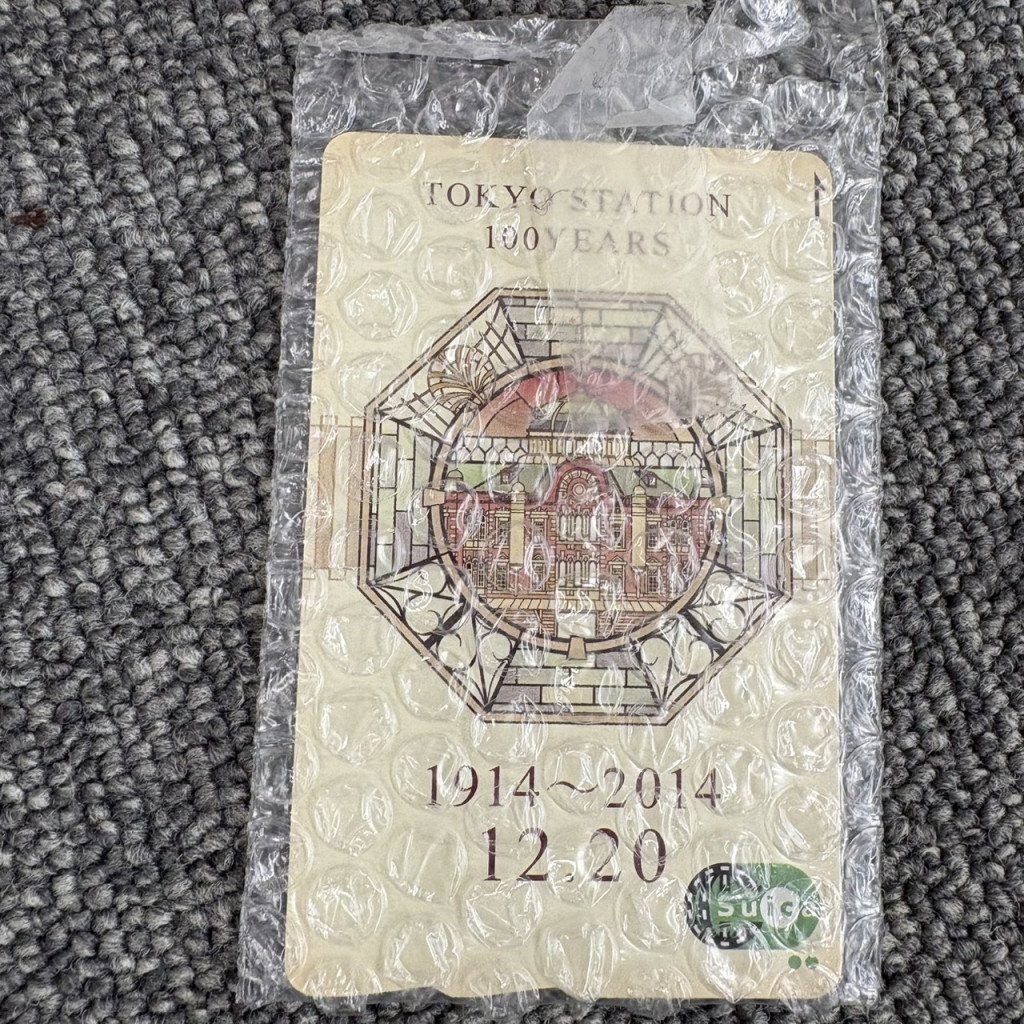 TOKYO STATION
100 YEARS
1914~2014
12.20
Suica